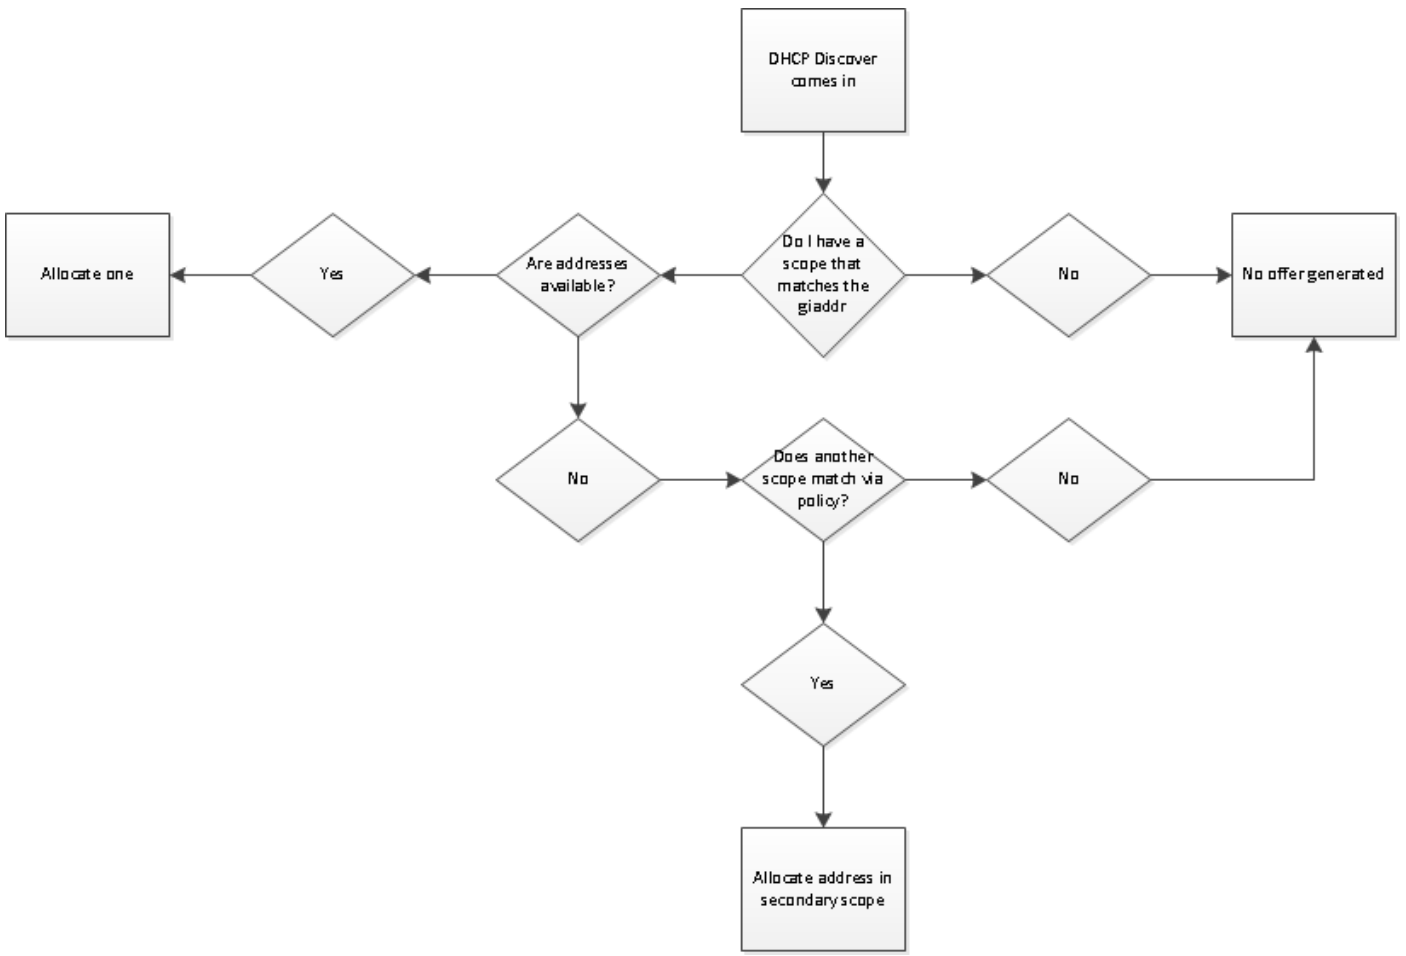 DHCP Discover
comes in
Do I have a
scope that
matches the
giaddr
Are addresses
available?
Yes
Allocate one
No
No offer generated
No
Does another
scope match via
policy?
No
Yes
Allocate address in
secondary scope